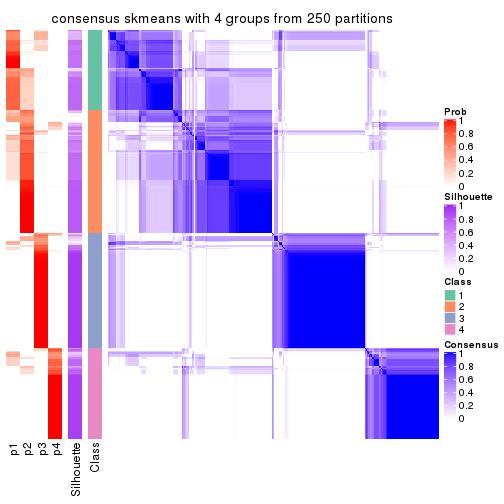 consensus skmeans with 4 groups from 250 partitions
Prob
1
0.8
0.6
0.4
0.2
0
Silhouette
1
0.8
0.6
0.4
0.2
0
Class
1
2
3
4
Consensus
1
0.8
0.6
0.4
0.2
0
p1
p2
p3
p4
Silhouette
Class